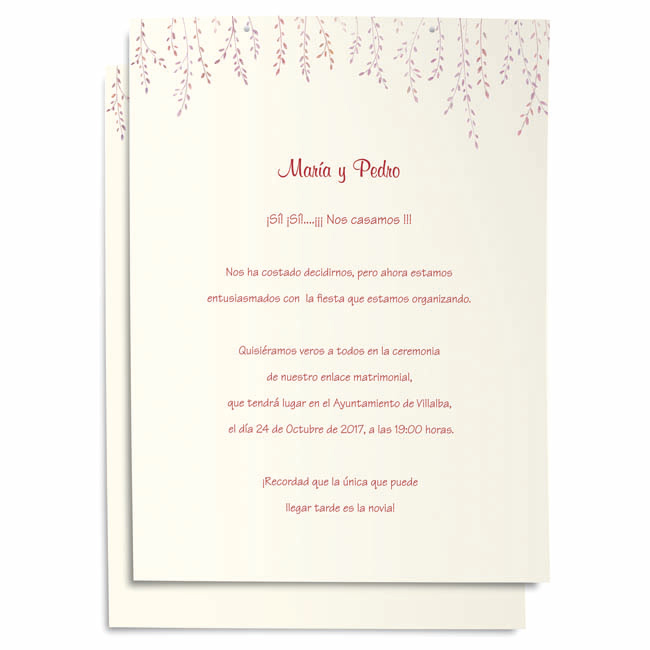 María y Pedro
¡Sí! ¡Sí!....¡¡¡ Nos casamos !!!
Nos ha costado decidirnos, pero ahora estamos
entusiasmados con la fiesta que estamos organizando.
Quisiéramos veros a todos en la ceremonia
de nuestro enlace matrimonial,
que tendrá lugar en el Ayuntamiento de Villalba,
el día 24 de Octubre de 2017, a las 19:00 horas.
¡Recordad que la única que puede
llegar tarde es la novia!